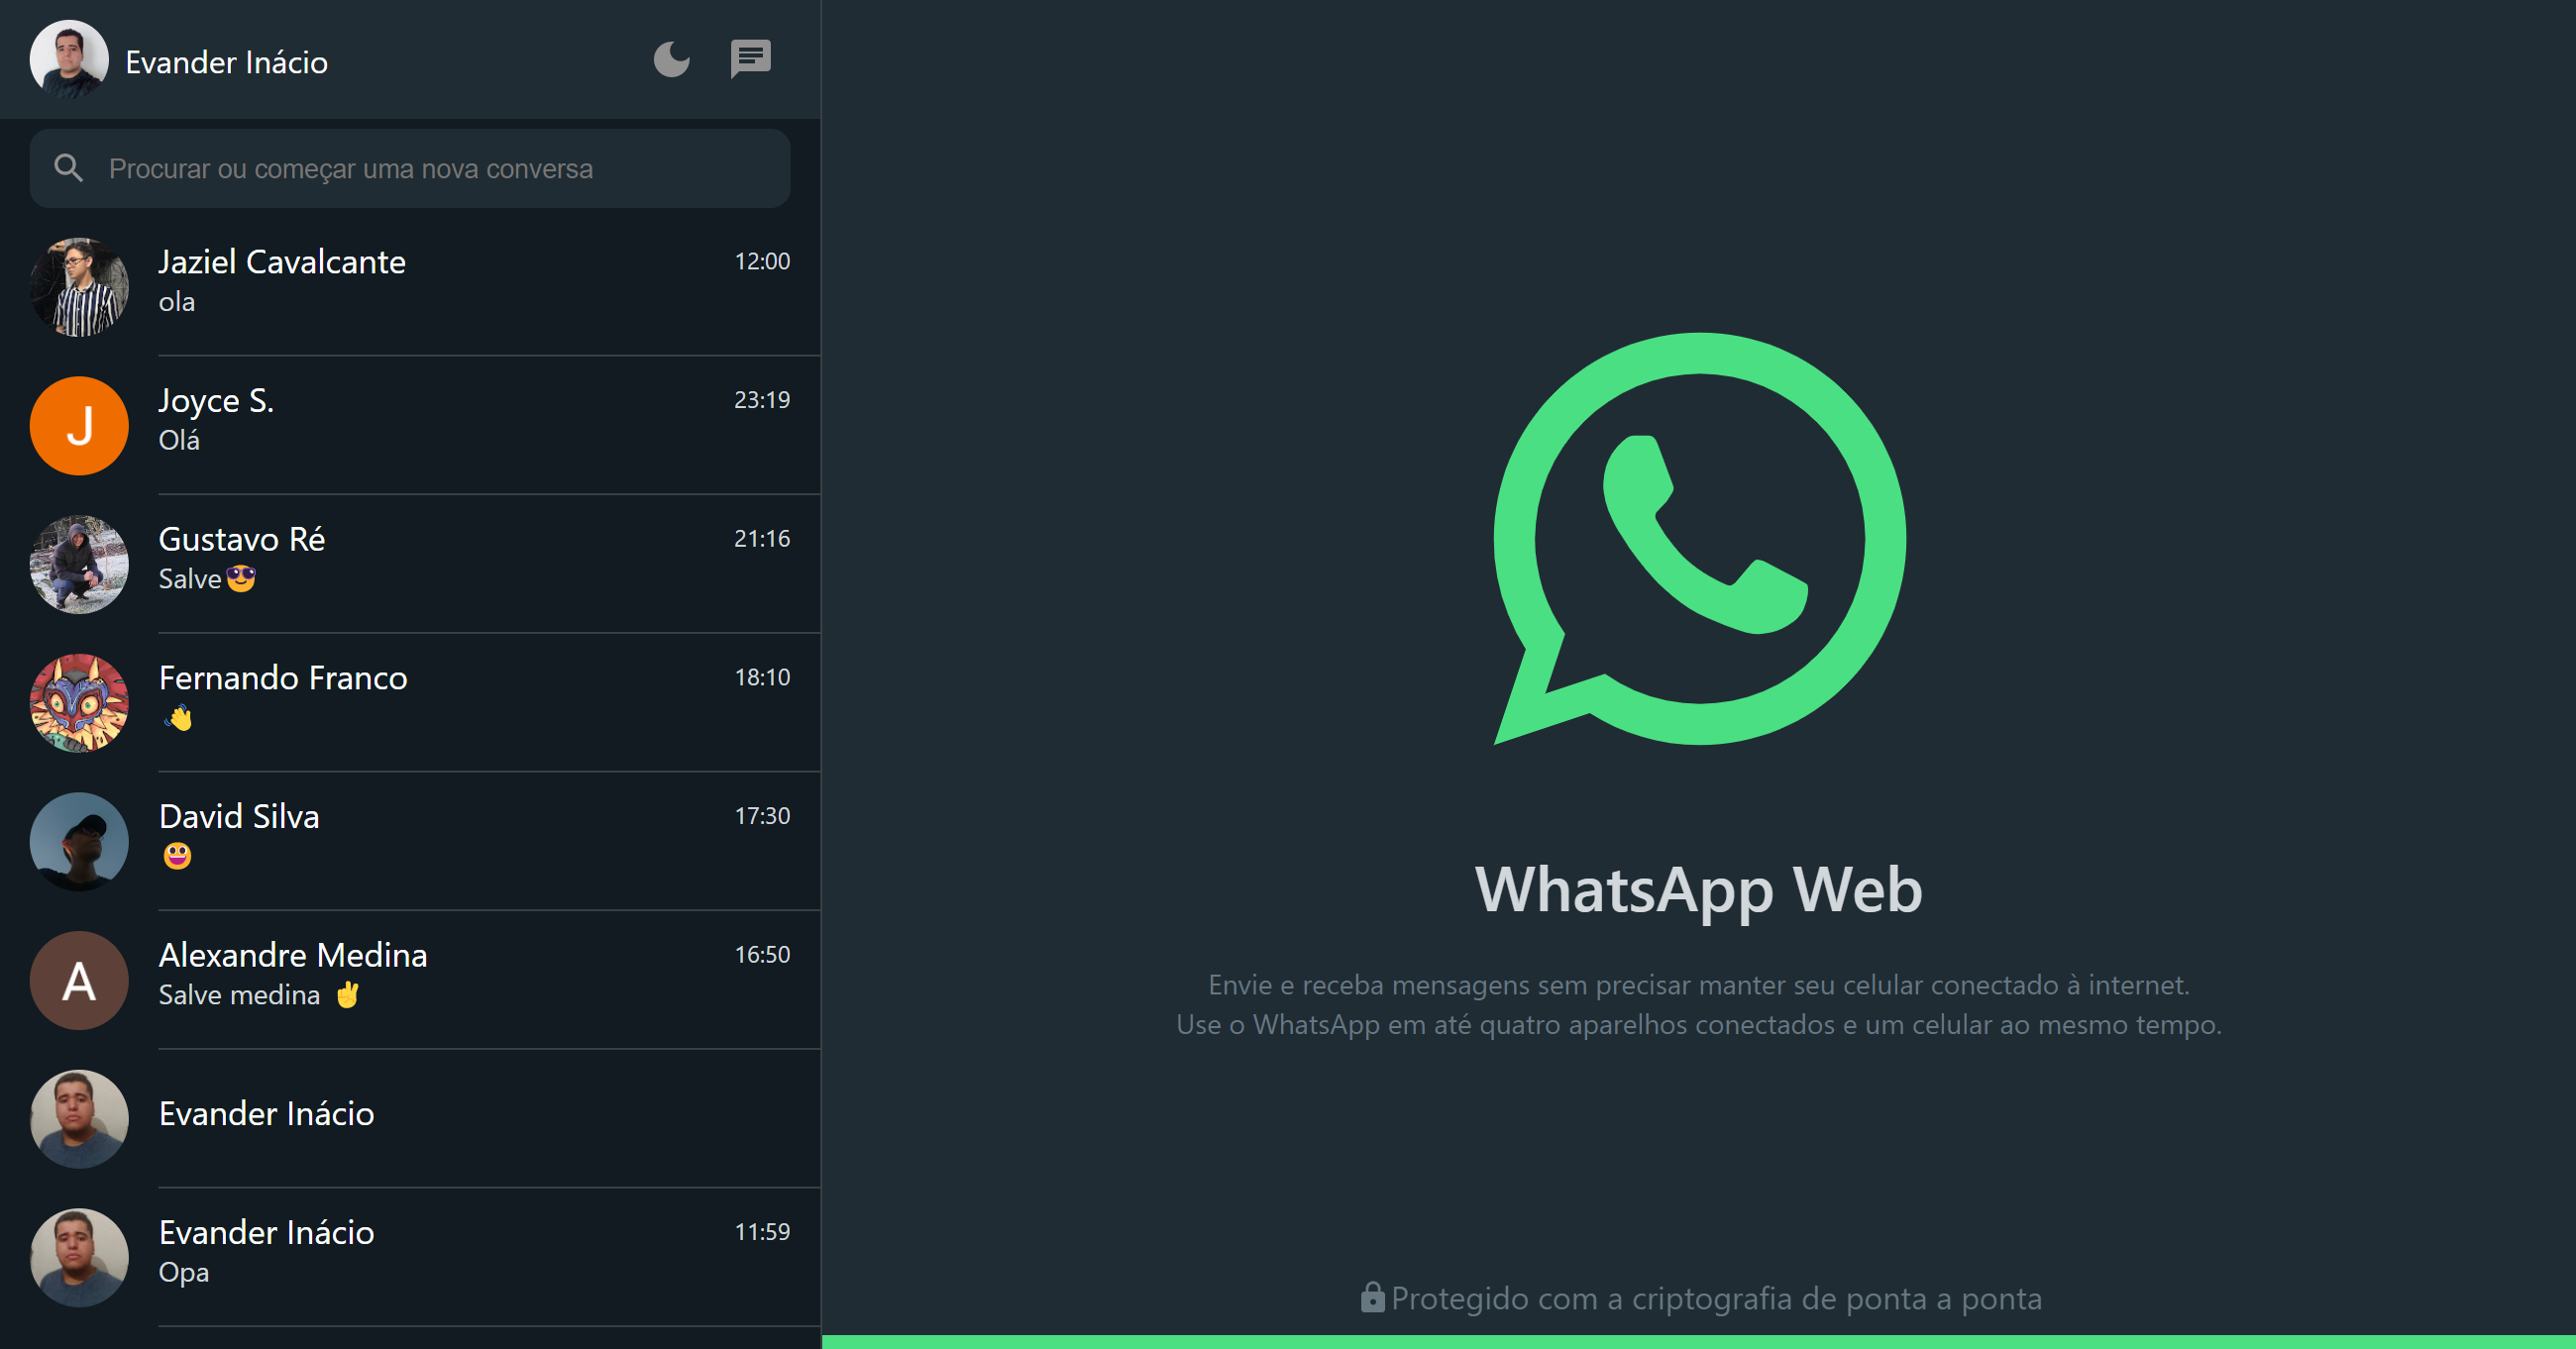 Evander Inácio
Procurar ou começar uma nova conversa
Jaziel Cavalcante 12:00
ola
J
Joyce S. 23:19
Olá
Gustavo Ré 21:16
Salve😎
Fernando Franco 18:10
👋
David Silva 17:30
😃
A
Alexandre Medina 16:50
Salve medina ✌
Evander Inácio
Evander Inácio 11:59
Opa
WhatsApp Web
Envie e receba mensagens sem precisar manter seu celular conectado à internet.
Use o WhatsApp em até quatro aparelhos conectados e um celular ao mesmo tempo.
Protegido com a criptografia de ponta a ponta